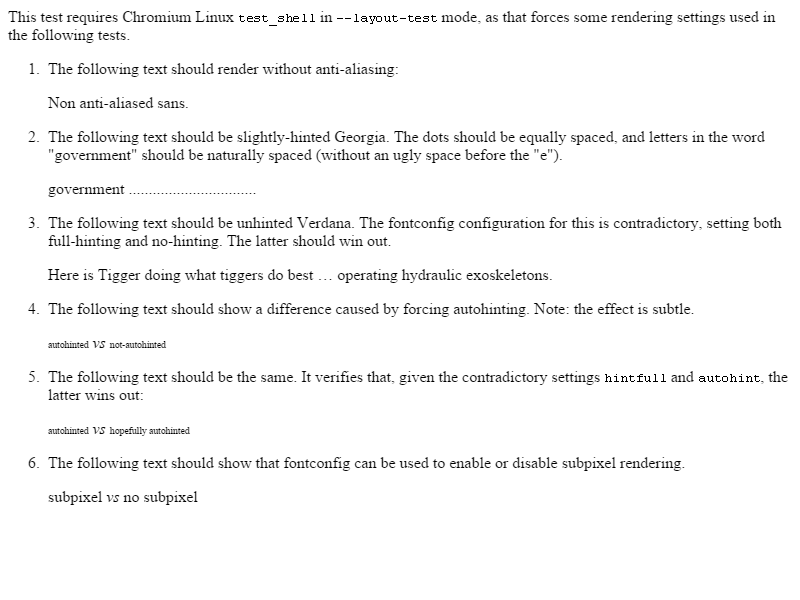 This test requires Chromium Linux test_shell in --layout-test mode, as that forces some rendering settings used in
the following tests.
1. The following text should render without anti-aliasing:
Non anti-aliased sans.
2. The following text should be slightly-hinted Georgia. The dots should be equally spaced, and letters in the word
"government" should be naturally spaced (without an ugly space before the "e").
government ................................
3. The following text should be unhinted Verdana. The fontconfig configuration for this is contradictory, setting both
full-hinting and no-hinting. The latter should win out.
Here is Tigger doing what tiggers do best … operating hydraulic exoskeletons.
4. The following text should show a difference caused by forcing autohinting. Note: the effect is subtle.
autohinted vs not-autohinted
5. The following text should be the same. It verifies that, given the contradictory settings hintfull and autohint, the
latter wins out:
autohinted vs hopefully autohinted
6. The following text should show that fontconfig can be used to enable or disable subpixel rendering.
subpixel vs no subpixel